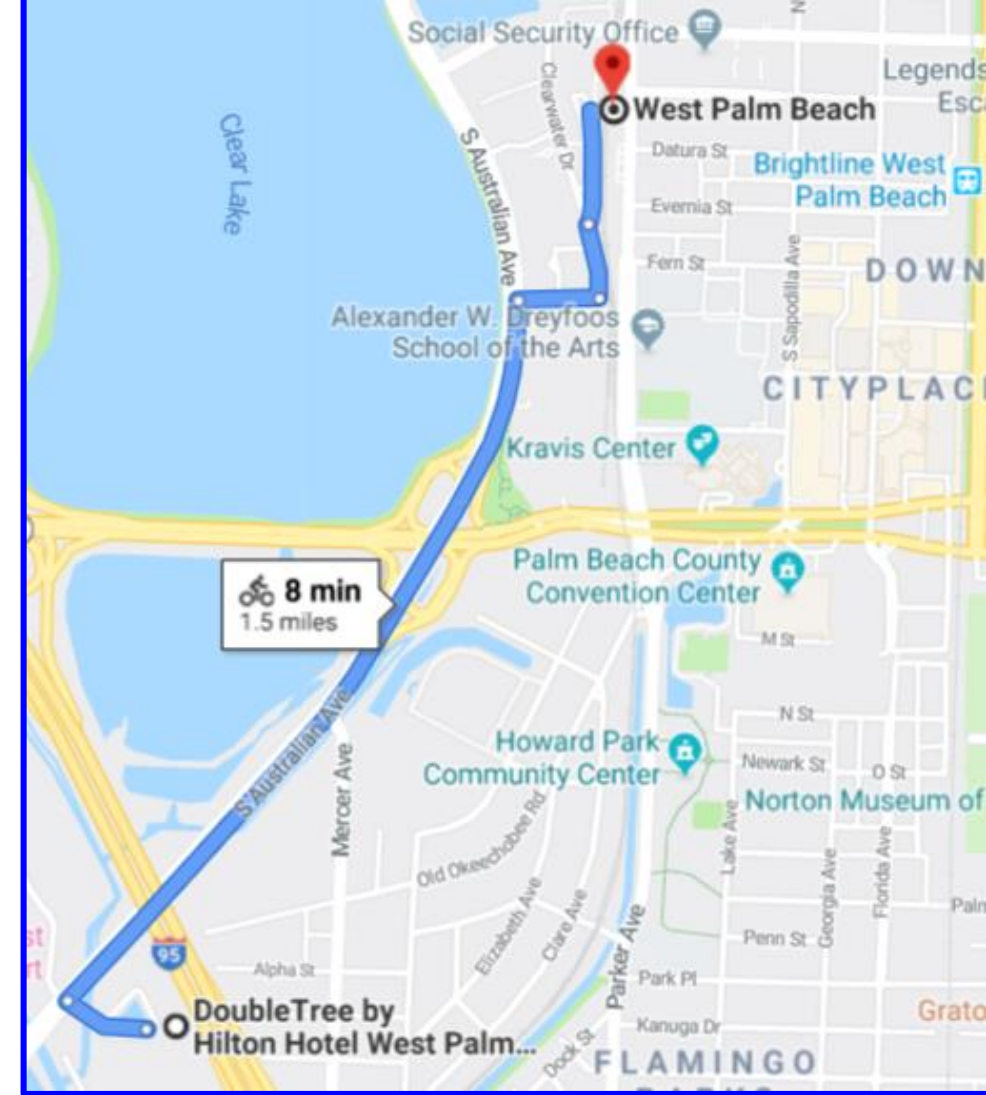 Social Security Office
Legends
Esc
West Palm Beach
Clearwater Dr
Clear Lake
S Australian Ave
Datura St
Brightline West
Palm Beach
Evernia St
Fern St
S Sapodilla Ave
DOWN
Alexander W. Dreyfoos
School of the Arts
CITYPLAC
Kravis Center
Palm Beach County
Convention Center
8 min
1.5 miles
M St
N St
S Australian Ave
Mercer Ave
Howard Park
Community Center
Newark St
O St
Norton Museum of
Old Okeechobee Rd
Lake Ave
Georgia Ave
Florida Ave
Elizabeth Ave
Clare Ave
Palm
Penn St
Parker Ave
95
Alpha St
Park Pl
DoubleTree by
Hilton Hotel West Palm...
Kanuga Dr
Grato
Dock St
FLAMINGO